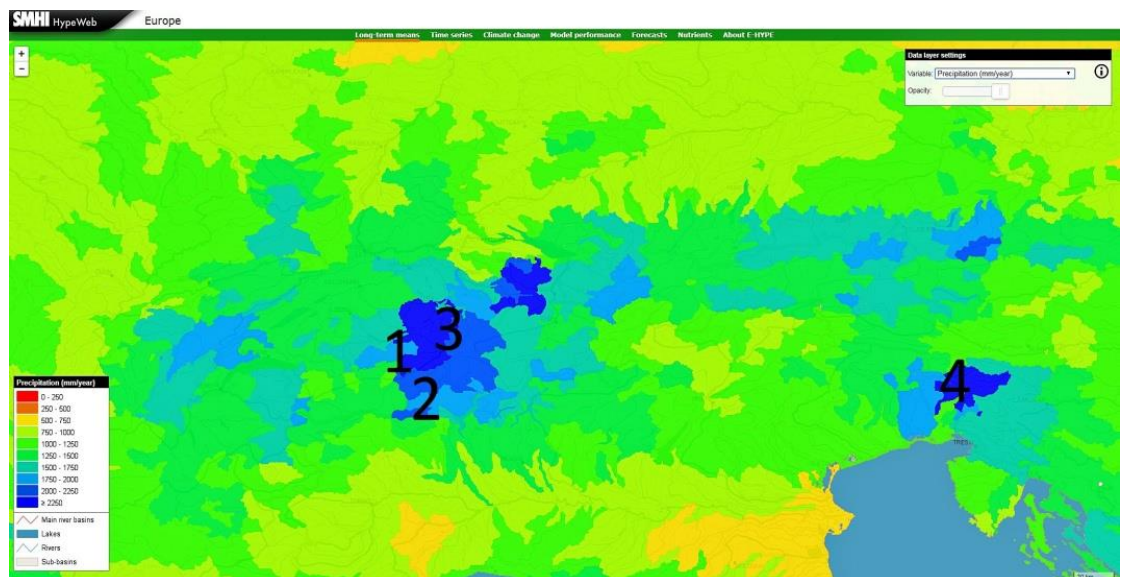 SMHI HypeWeb Europe
Long-term means Time series Climate change Model performance Forecasts Nutrients About E-HYPE
+
-
Data layer settings
Variable: Precipitation (mm/year)
Opacity:
1
2
3
4
Precipitation (mm/year)
0 - 250
250 - 500
500 - 750
750 - 1000
1000 - 1250
1250 - 1500
1500 - 1750
1750 - 2000
2000 - 2250
≥ 2250
Main river basins
Lakes
Rivers
Sub-basins